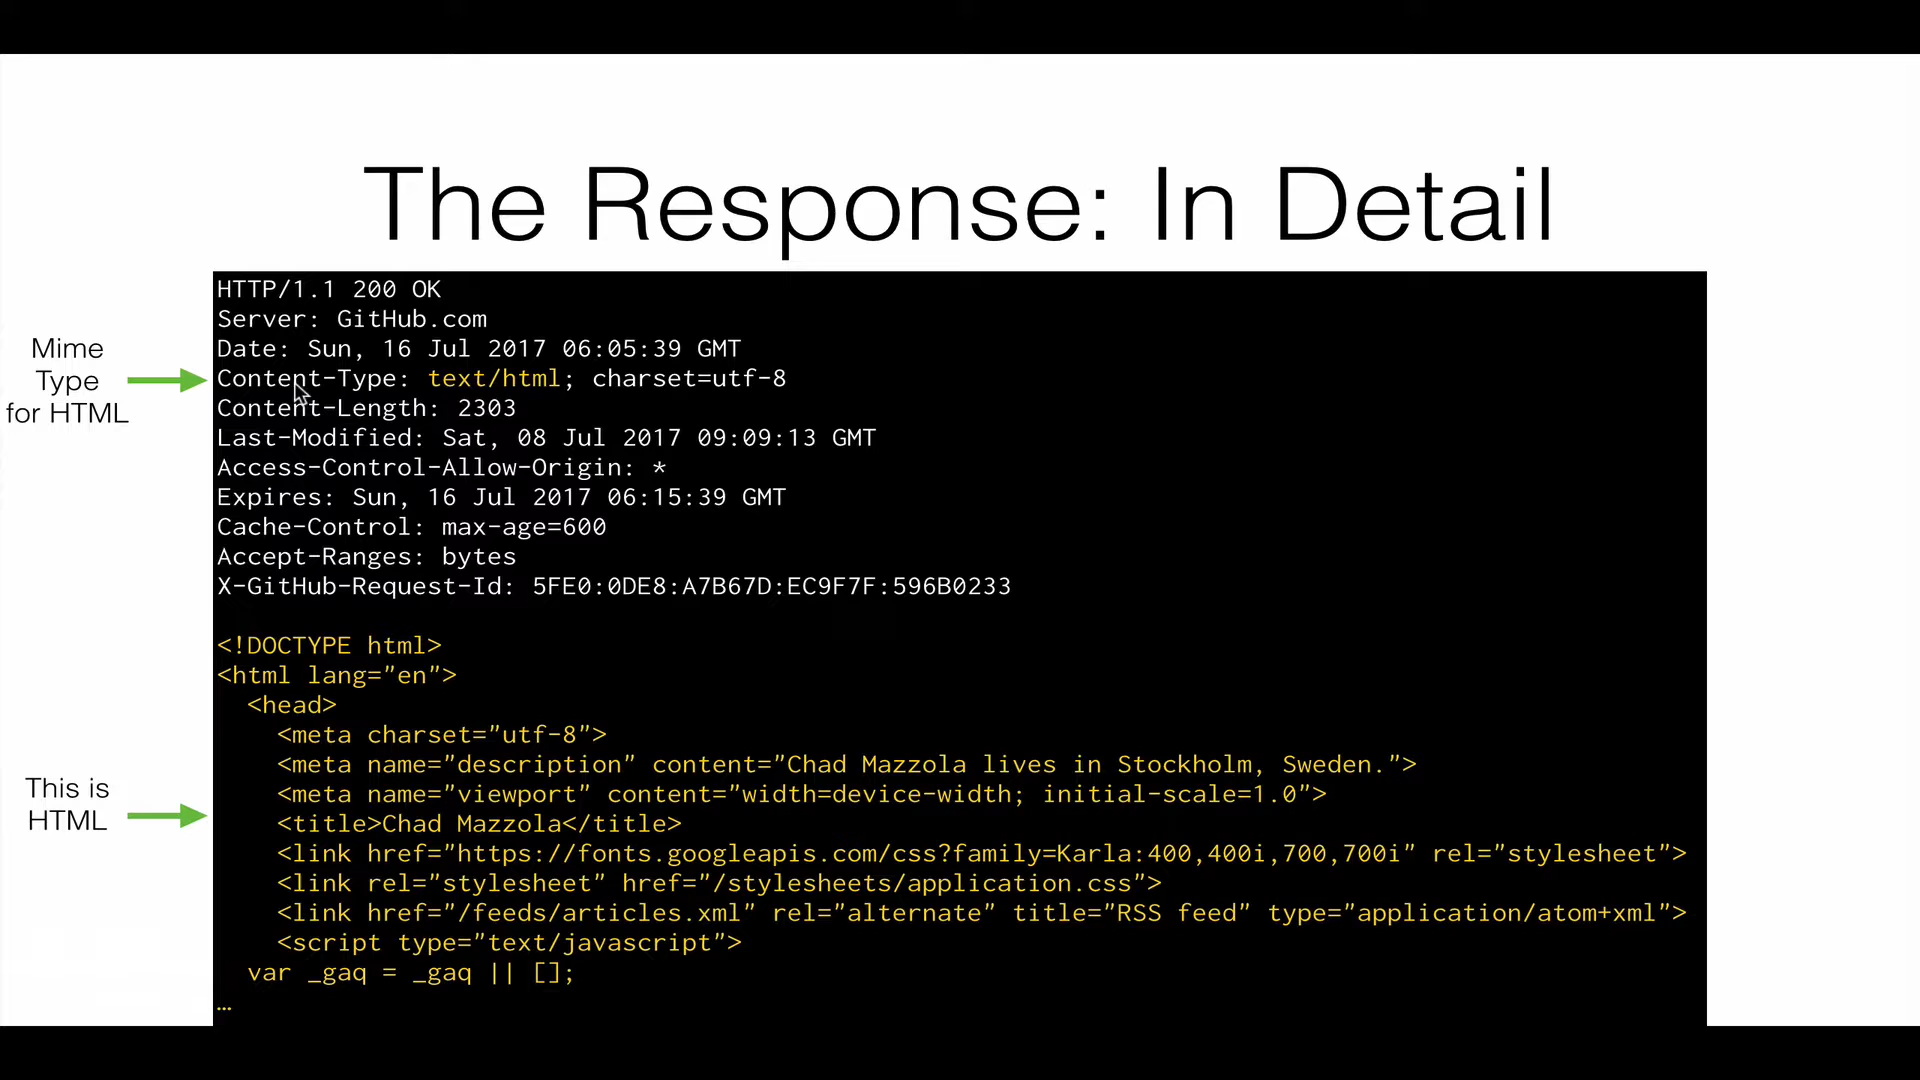 The Response: In Detail
HTTP/1.1 200 OK
Server: GitHub.com
Date: Sun, 16 Jul 2017 06:05:39 GMT
Mime
Type
for HTML
Content-Type: text/html; charset=utf-8
Content-Length: 2303
Last-Modified: Sat, 08 Jul 2017 09:09:13 GMT
Access-Control-Allow-Origin: *
Expires: Sun, 16 Jul 2017 06:15:39 GMT
Cache-Control: max-age=600
Accept-Ranges: bytes
X-GitHub-Request-Id: 5FE0:0DE8:A7B67D:EC9F7F:596B0233
<!DOCTYPE html>
<html lang="en">
<head>
<meta charset="utf-8">
<meta name="description" content="Chad Mazzola lives in Stockholm, Sweden.">
<meta name="viewport" content="width=device-width; initial-scale=1.0">
This is
HTML
<title>Chad Mazzola</title>
<link href="https://fonts.googleapis.com/css?family=Karla:400,400i,700,700i" rel="stylesheet">
<link rel="stylesheet" href="/stylesheets/application.css">
<link href="/feeds/articles.xml" rel="alternate" title="RSS feed" type="application/atom+xml">
<script type="text/javascript">
var _gaq = _gaq || [];
…